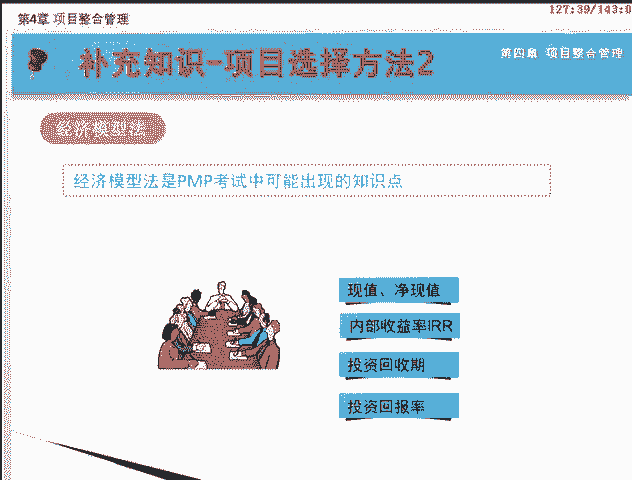 第4章 项目整合管理
127:39/143:0
补充知识-项目选择方法2
第四章 项目整合管理
经济模型法
经济模型法是PMP考试中可能出现的知识点
现值、净现值
内部收益率IRR
投资回收期
投资回报率